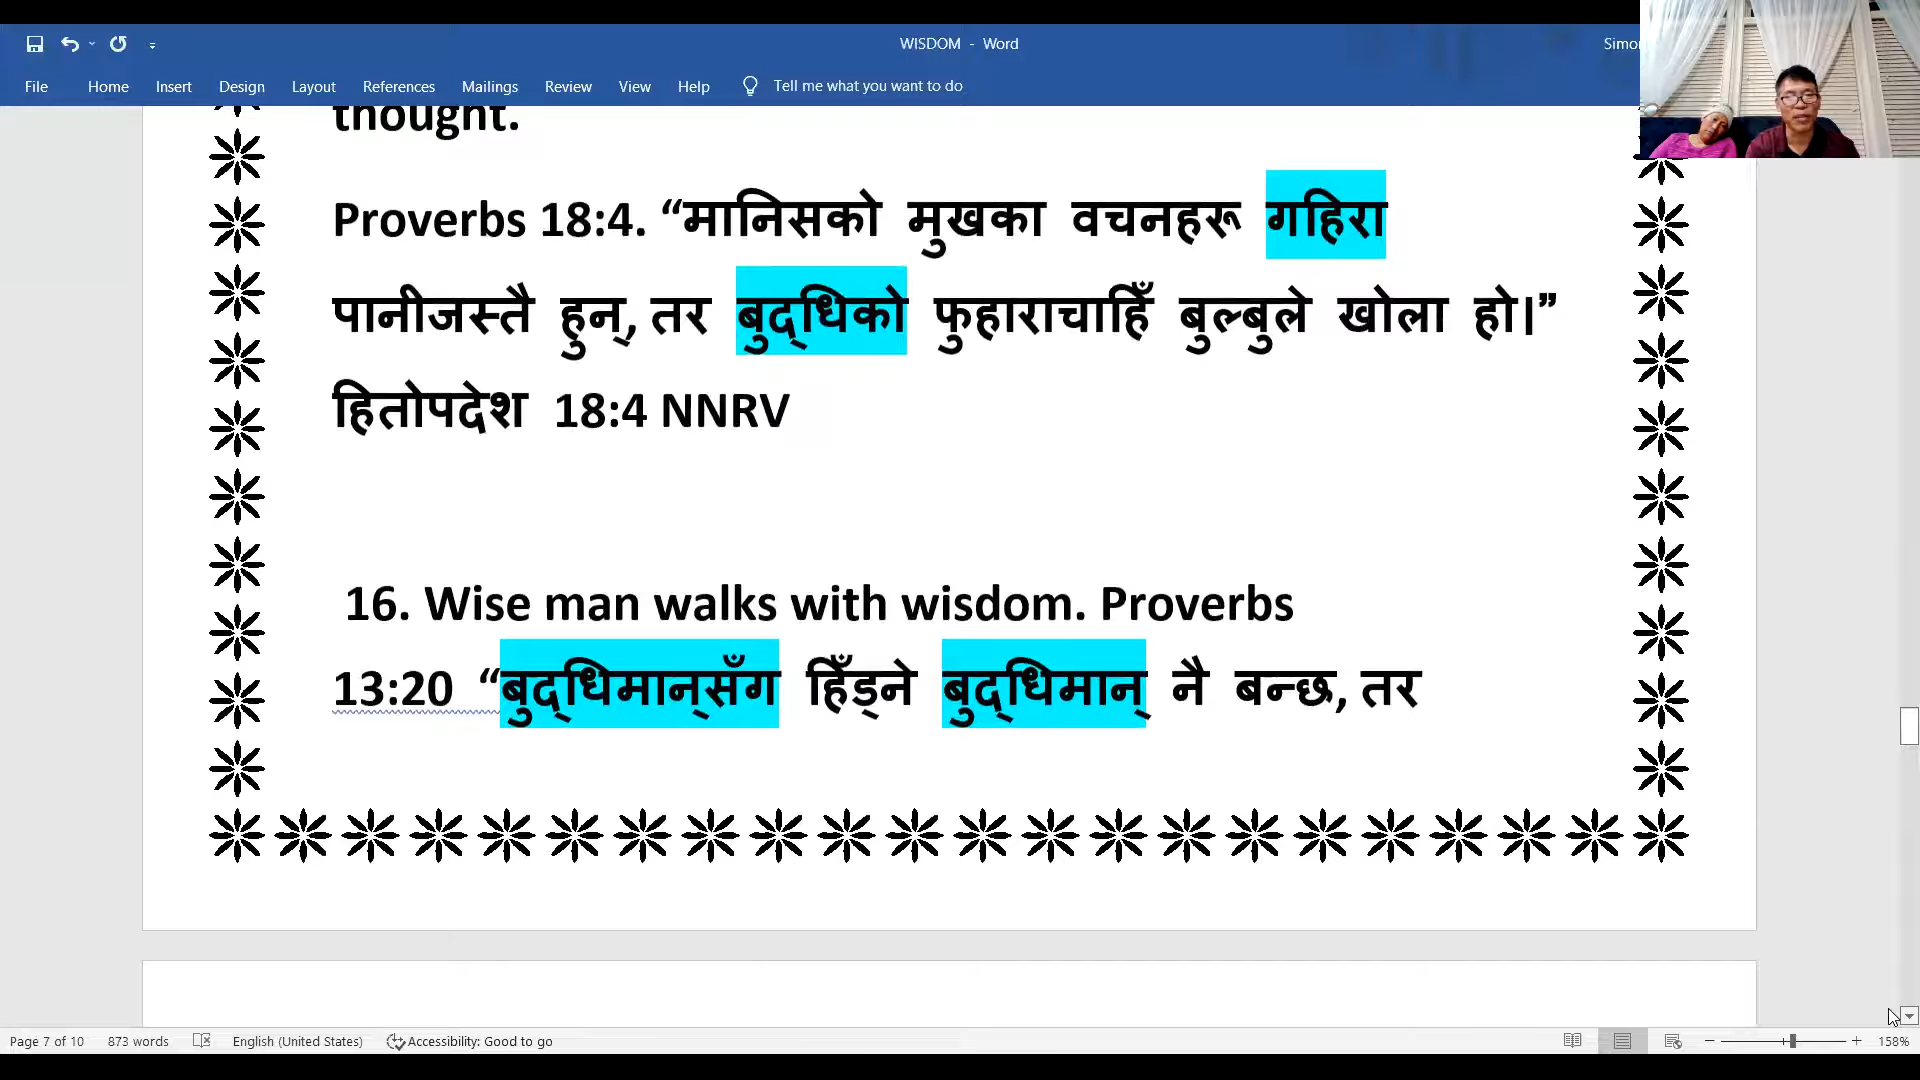 WISDOM - Word
Simo
File Home Insert Design Layout References Mailings Review View Help Tell me what you want to do
thought.
Proverbs 18:4. “मानिसको मुखका वचनहरू गहिरा
पानीजस्तै हुन्, तर बुद्धिको फुहाराचाहिँ बुल्बुले खोला हो।”
हितोपदेश 18:4 NNRV
16. Wise man walks with wisdom. Proverbs
13:20 “बुद्धिमान्सँग हिँड्ने बुद्धिमान् नै बन्छ, तर
Page 7 of 10 873 words English (United States) Accessibility: Good to go 158%